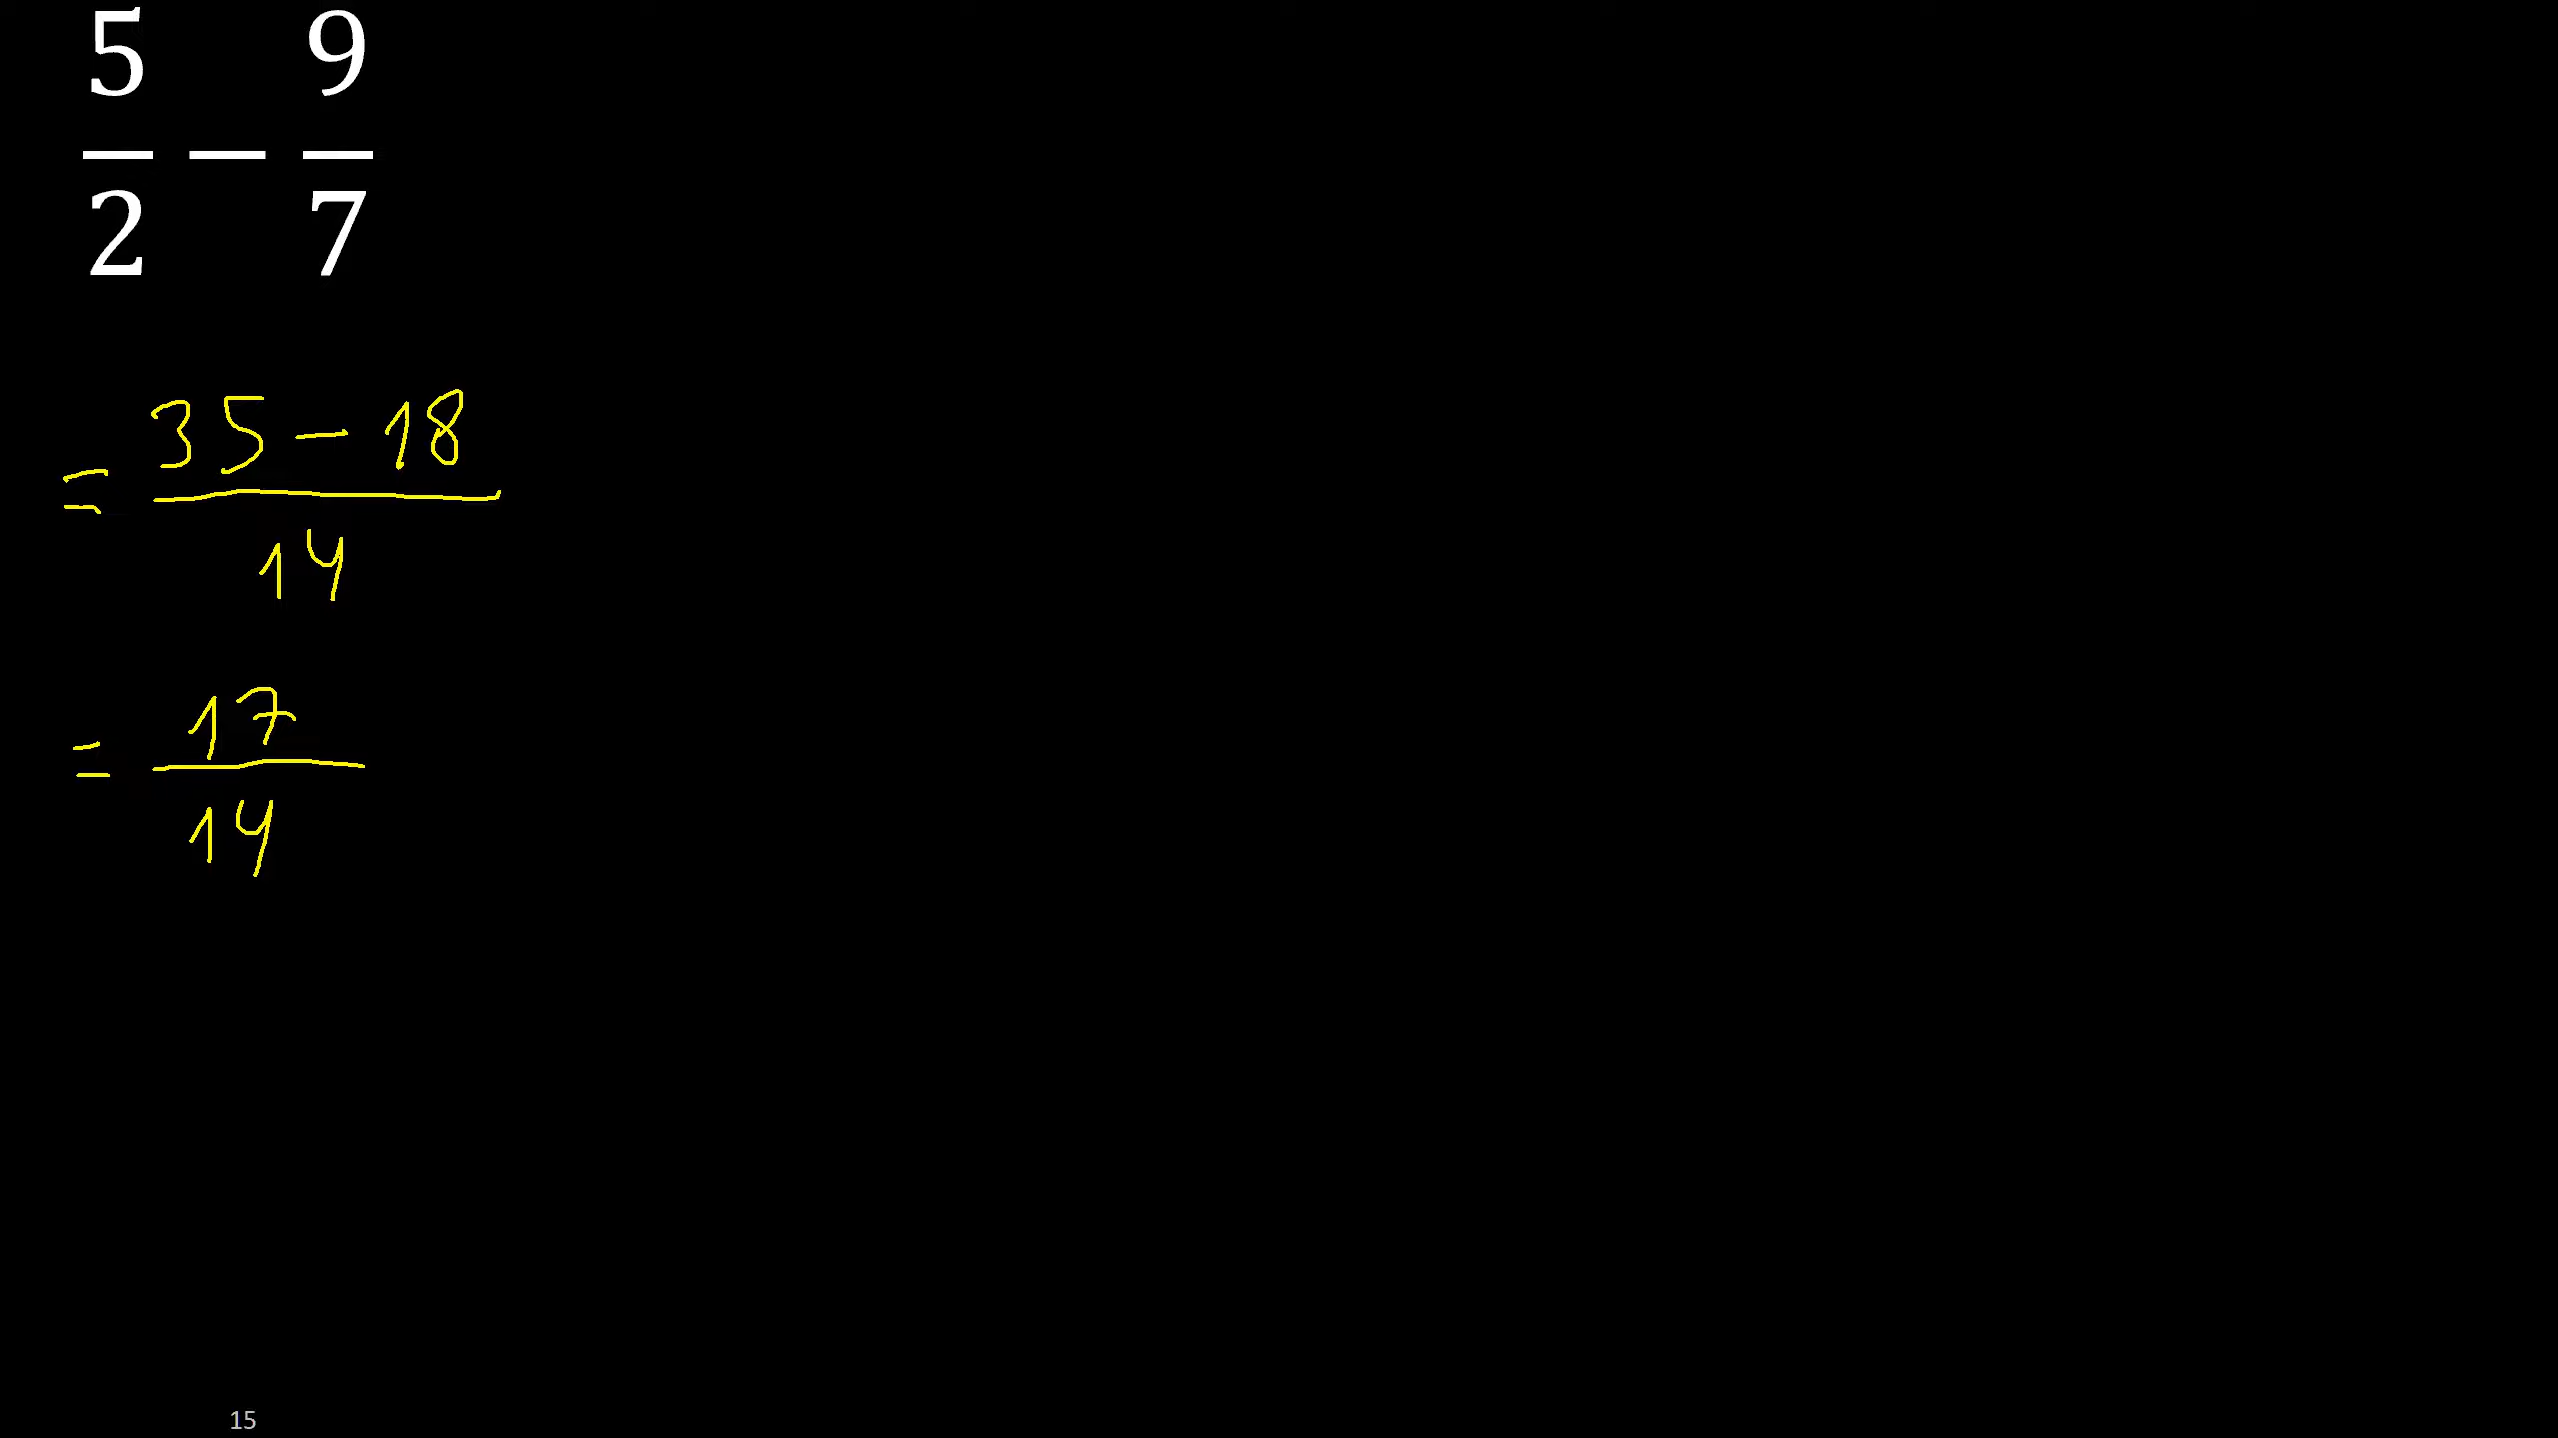 5/2 − 9/7
= (35 − 18)/14
= 17/14
15